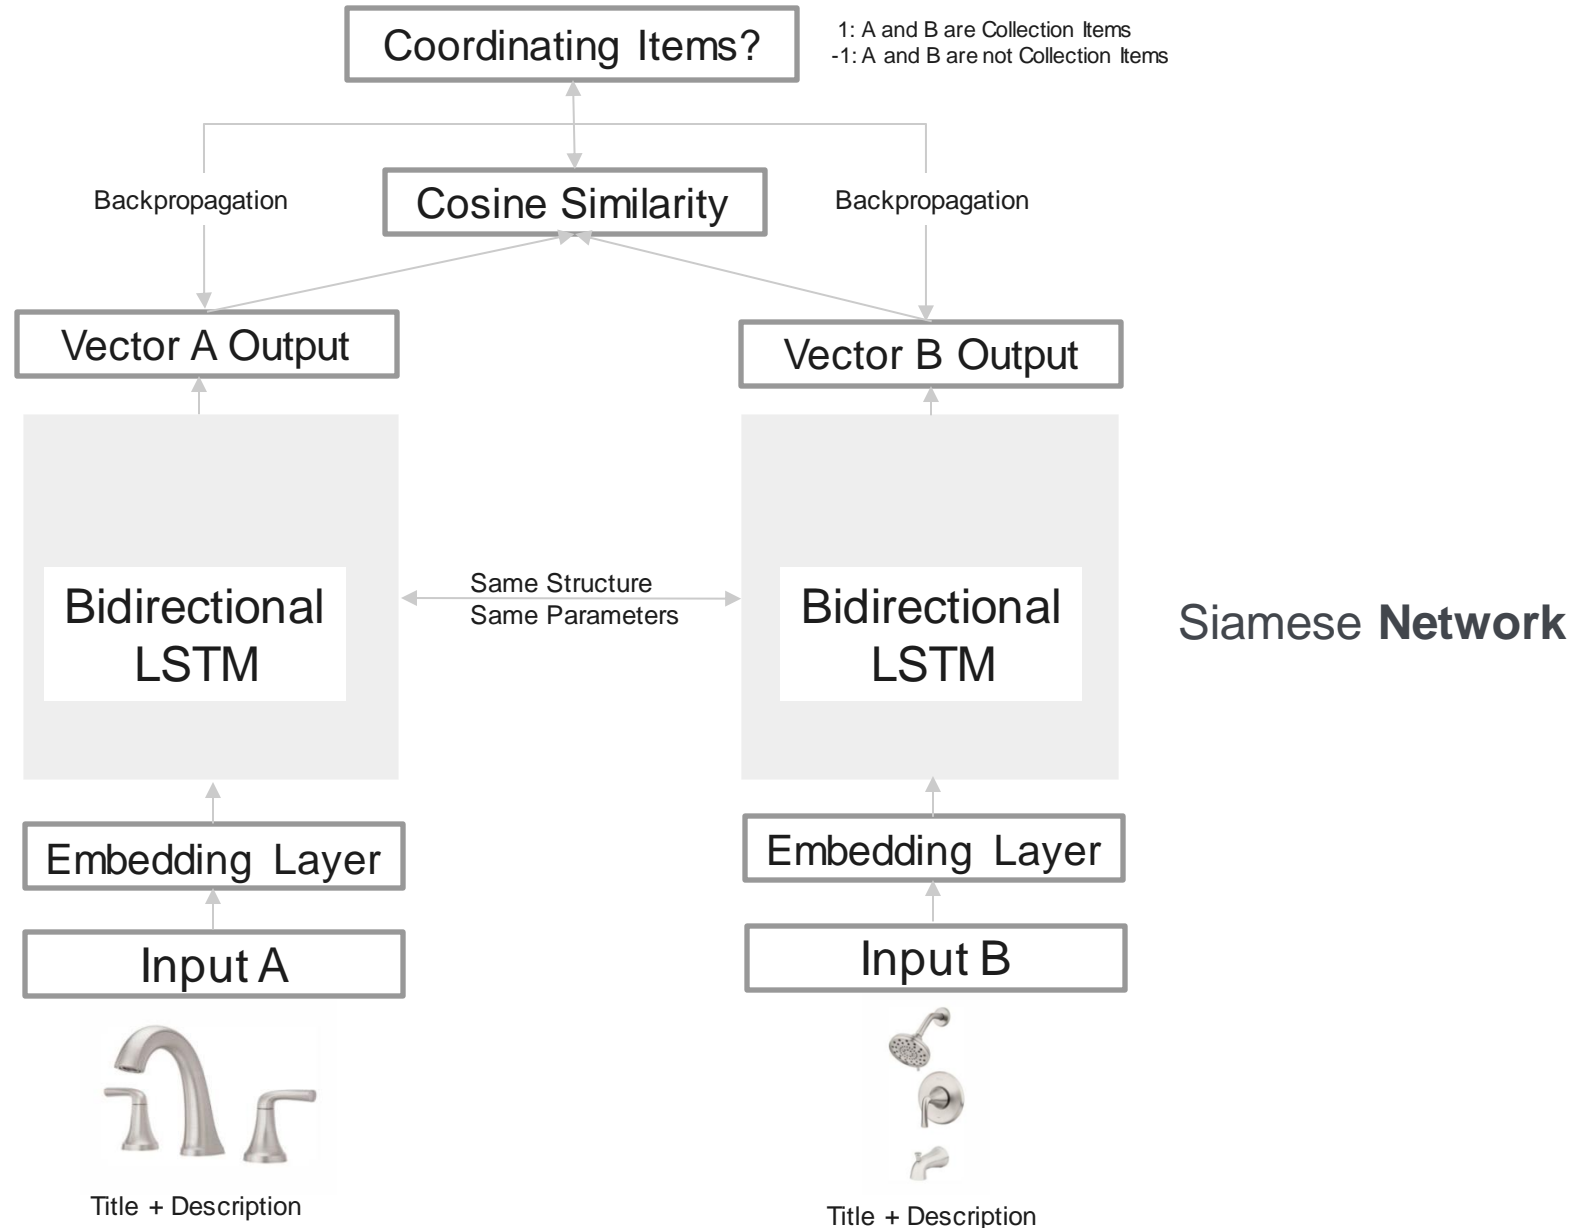 Coordinating Items?
1: A and B are Collection Items
-1: A and B are not Collection Items
Backpropagation
Cosine Similarity
Backpropagation
Vector A Output
Vector B Output
Bidirectional
LSTM
Same Structure
Same Parameters
Bidirectional
LSTM
Siamese Network
Embedding Layer
Embedding Layer
Input A
Input B
Title + Description
Title + Description